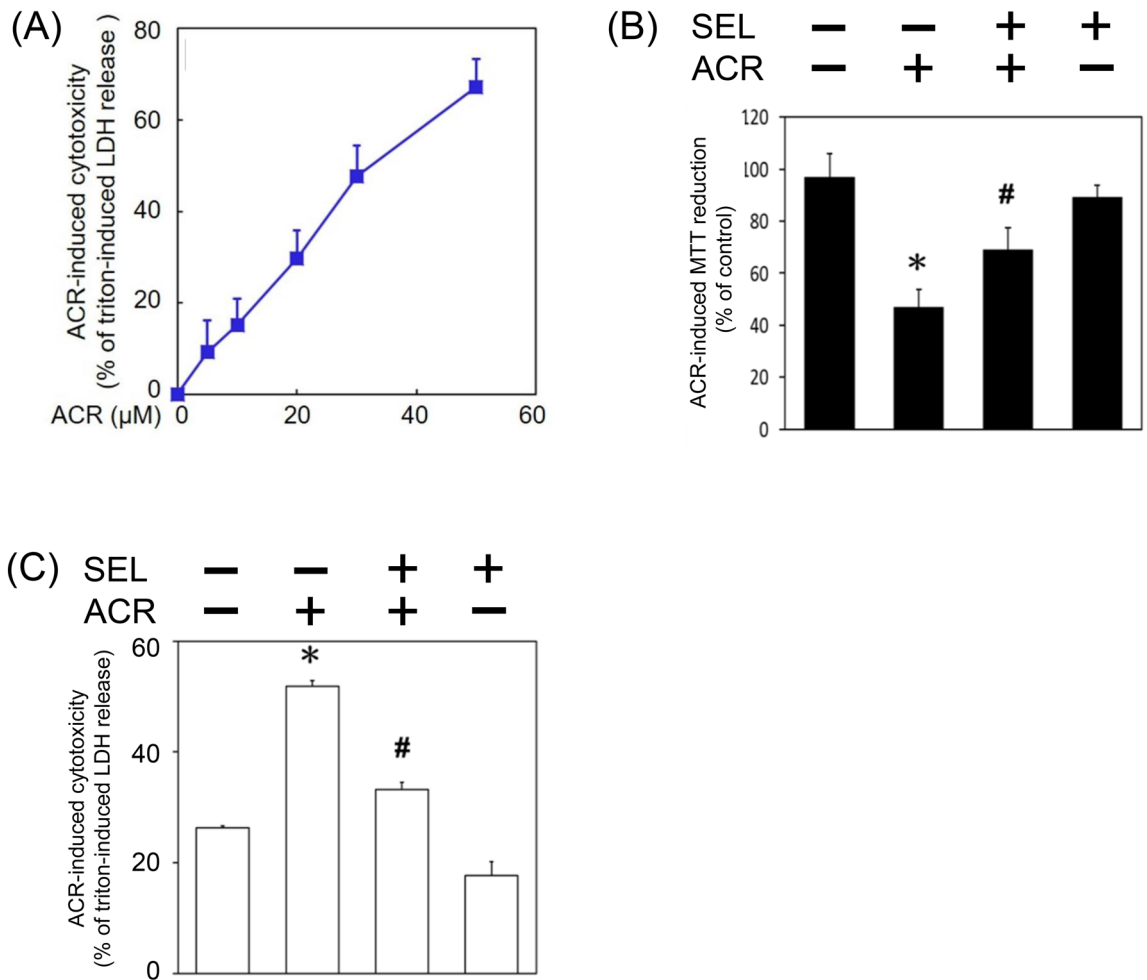 (A)
80
60
40
20
0
ACR-induced cytotoxicity
(% of triton-induced LDH release )
ACR (µM) 0 20 40 60
(B)
SEL − − + +
ACR − + + −
120
100
80
60
40
20
0
ACR-induced MTT reduction
(% of control)
*
#
(C)
SEL − − + +
ACR − + + −
60
40
20
0
ACR-induced cytotoxicity
(% of triton-induced LDH release)
*
#